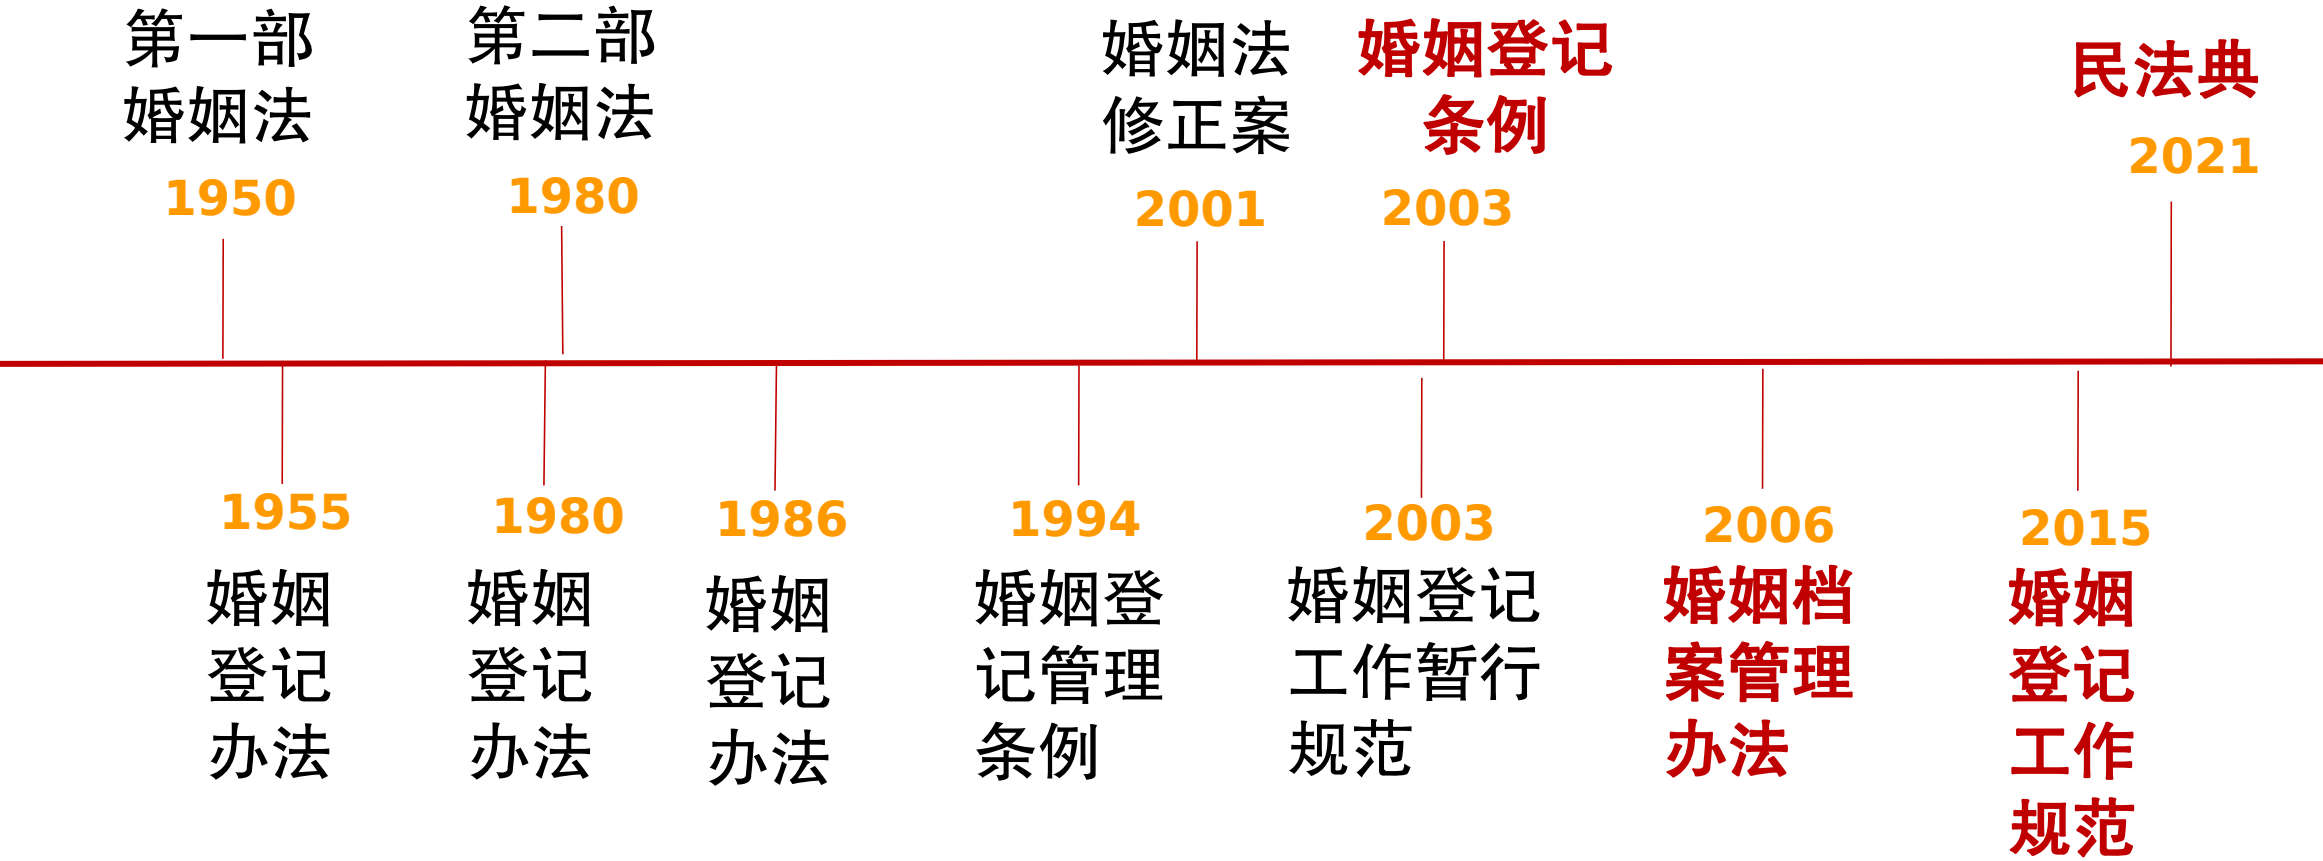 第一部
婚姻法
1950
第二部
婚姻法
1980
婚姻法
修正案
2001
婚姻登记
条例
2003
民法典
2021
1955
婚姻
登记
办法
1980
婚姻
登记
办法
1986
婚姻
登记
办法
1994
婚姻登
记管理
条例
2003
婚姻登记
工作暂行
规范
2006
婚姻档
案管理
办法
2015
婚姻
登记
工作
规范